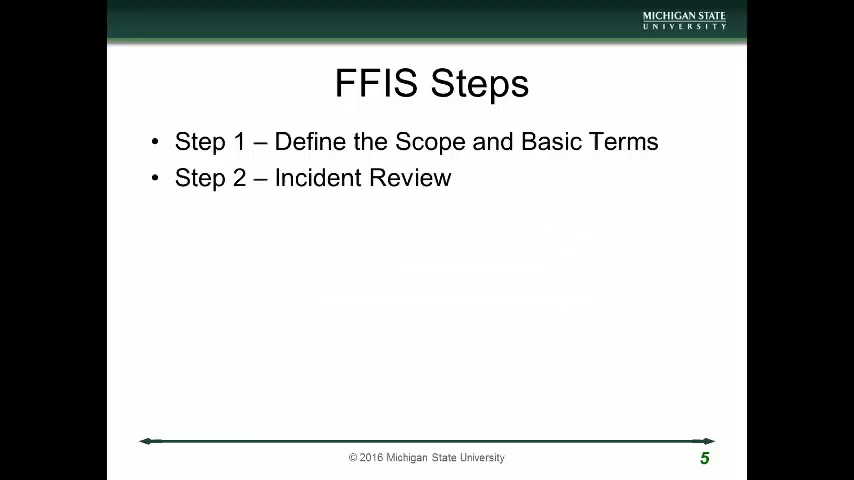 MICHIGAN STATE
UNIVERSITY
FFIS Steps
• Step 1 – Define the Scope and Basic Terms
• Step 2 – Incident Review
© 2016 Michigan State University
5